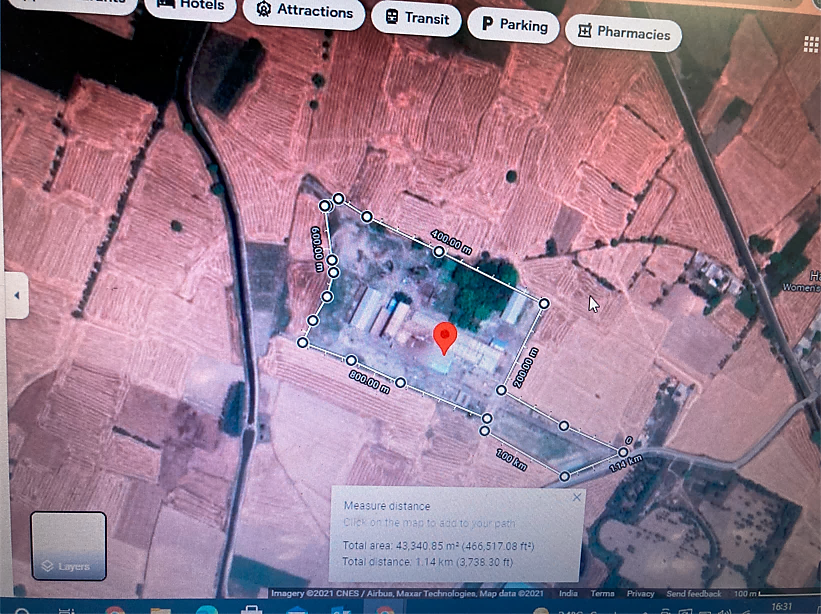 Hotels
Attractions
Transit
Parking
Pharmacies
400.00 m
600.00 m
200.00 m
800.00 m
1.00 km
0
1.14 km
Women's
Measure distance
Click on the map to add to your path
Total area: 43,340.85 m² (466,517.08 ft²)
Total distance: 1.14 km (3,738.30 ft)
Layers
Imagery ©2021 CNES / Airbus, Maxar Technologies, Map data ©2021 India Terms Privacy Send feedback 100 m
16:31